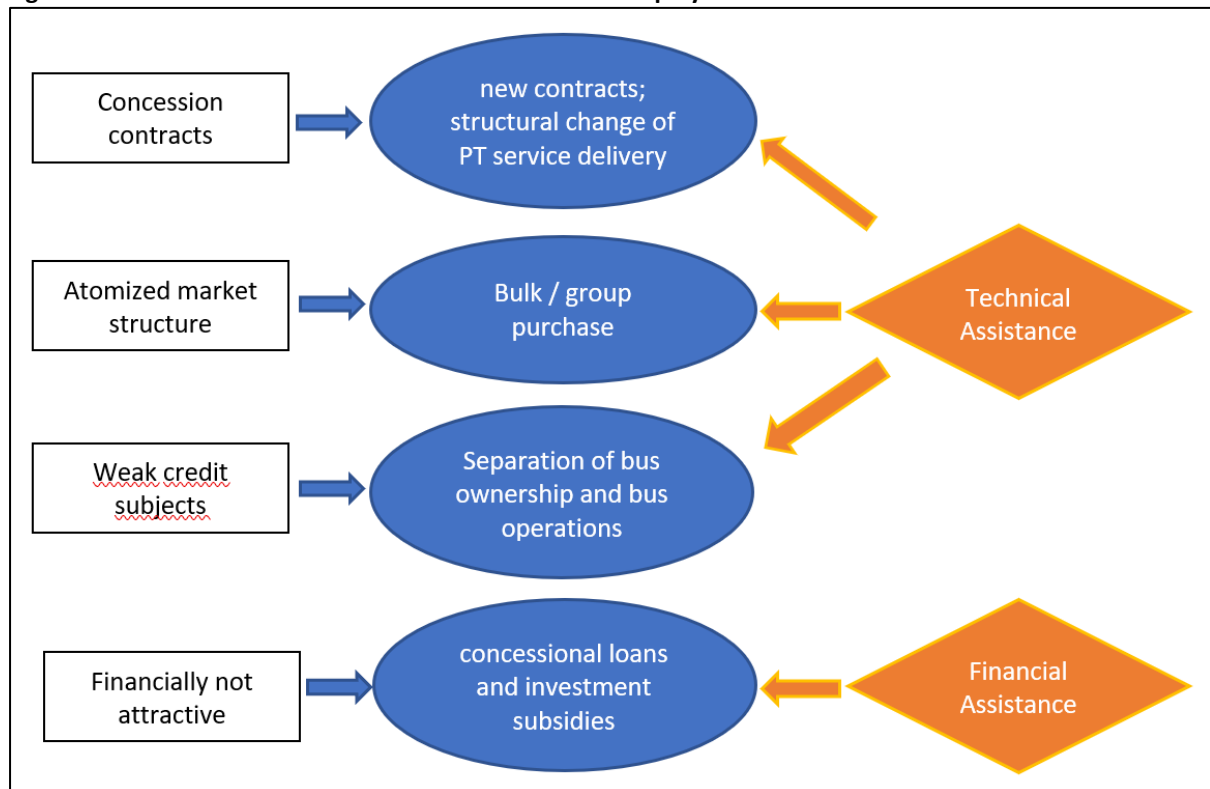 Concession
contracts
new contracts;
structural change of
PT service delivery
Atomized market
structure
Bulk / group
purchase
Technical
Assistance
Weak credit
subjects
Separation of bus
ownership and bus
operations
Financially not
attractive
concessional loans
and investment
subsidies
Financial
Assistance